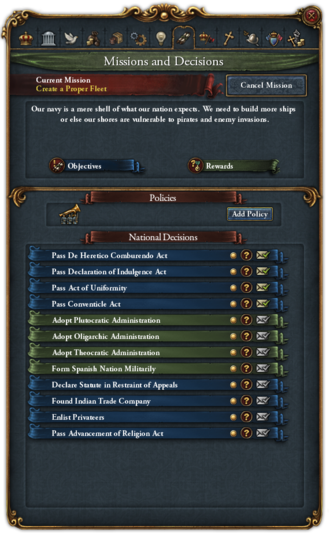 Missions and Decisions
Current Mission
Create a Proper Fleet
Cancel Mission
Our navy is a mere shell of what our nation expects. We need to build more ships
or else our shores are vulnerable to pirates and enemy invasions.
Objectives
Rewards
Policies
Add Policy
National Decisions
Pass De Heretico Comburendo Act
Pass Declaration of Indulgence Act
Pass Act of Uniformity
Pass Conventicle Act
Adopt Plutocratic Administration
Adopt Oligarchic Administration
Adopt Theocratic Administration
Form Spanish Nation Militarily
Declare Statute in Restraint of Appeals
Found Indian Trade Company
Enlist Privateers
Pass Advancement of Religion Act